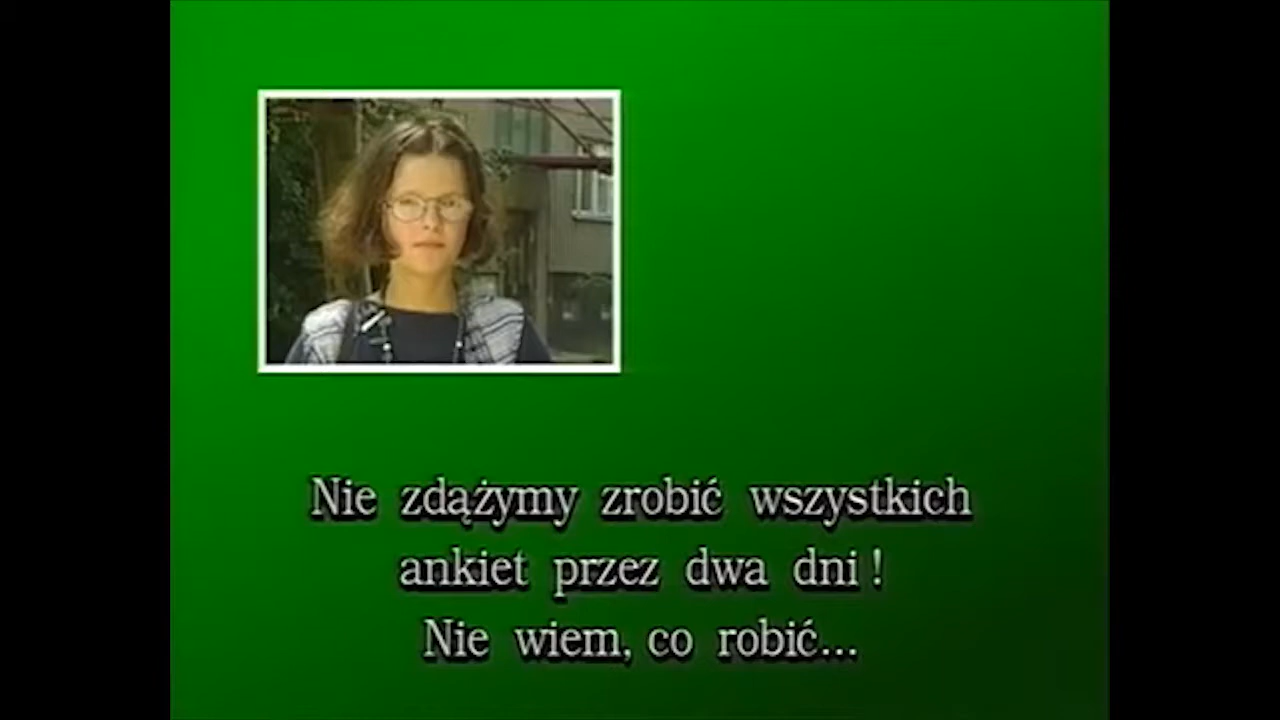 Nie zdążymy zrobić wszystkich
ankiet przez dwa dni !
Nie wiem, co robić...